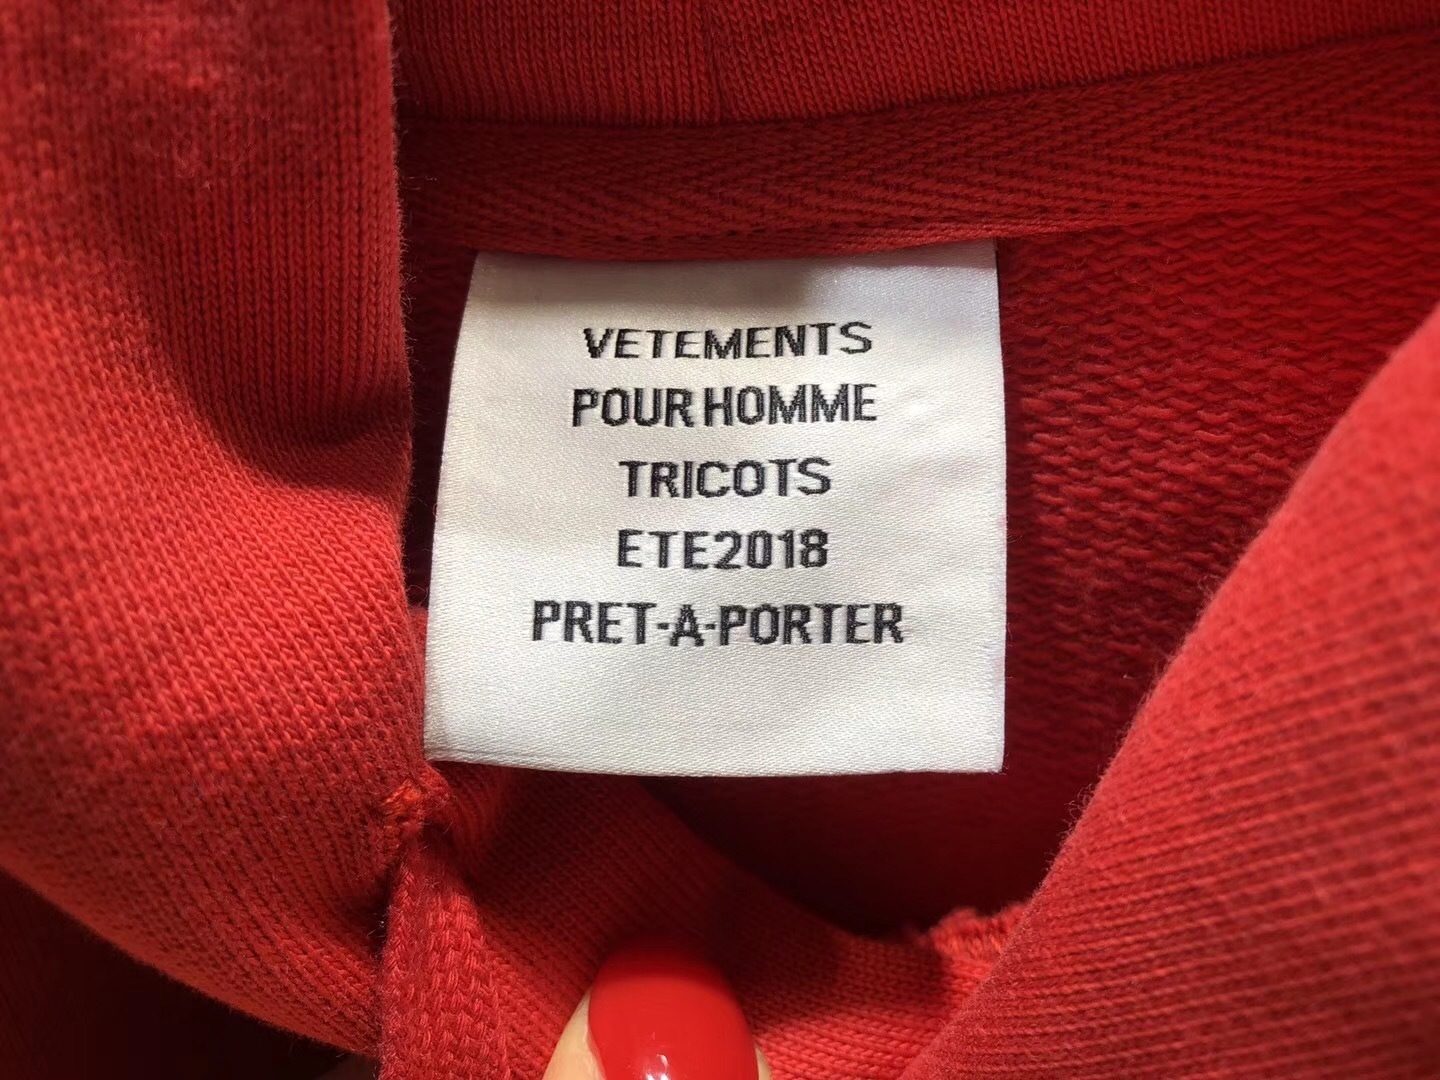 VETEMENTS
POUR HOMME
TRICOTS
ETE2018
PRET-A-PORTER